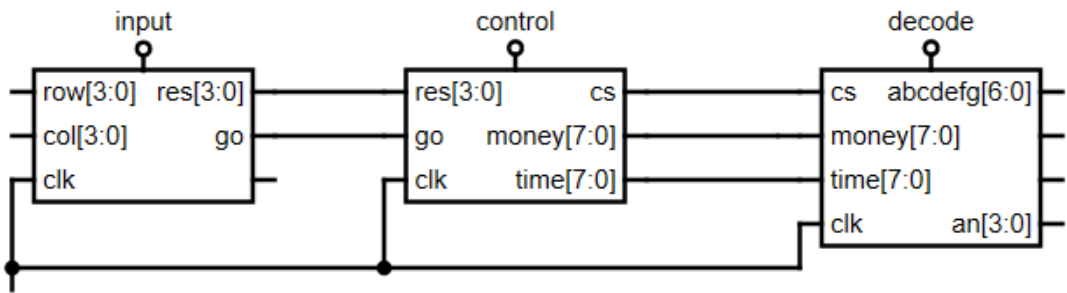 input
row[3:0] res[3:0]
col[3:0] go
clk
control
res[3:0] cs
go money[7:0]
clk time[7:0]
decode
cs abcdefg[6:0]
money[7:0]
time[7:0]
clk an[3:0]